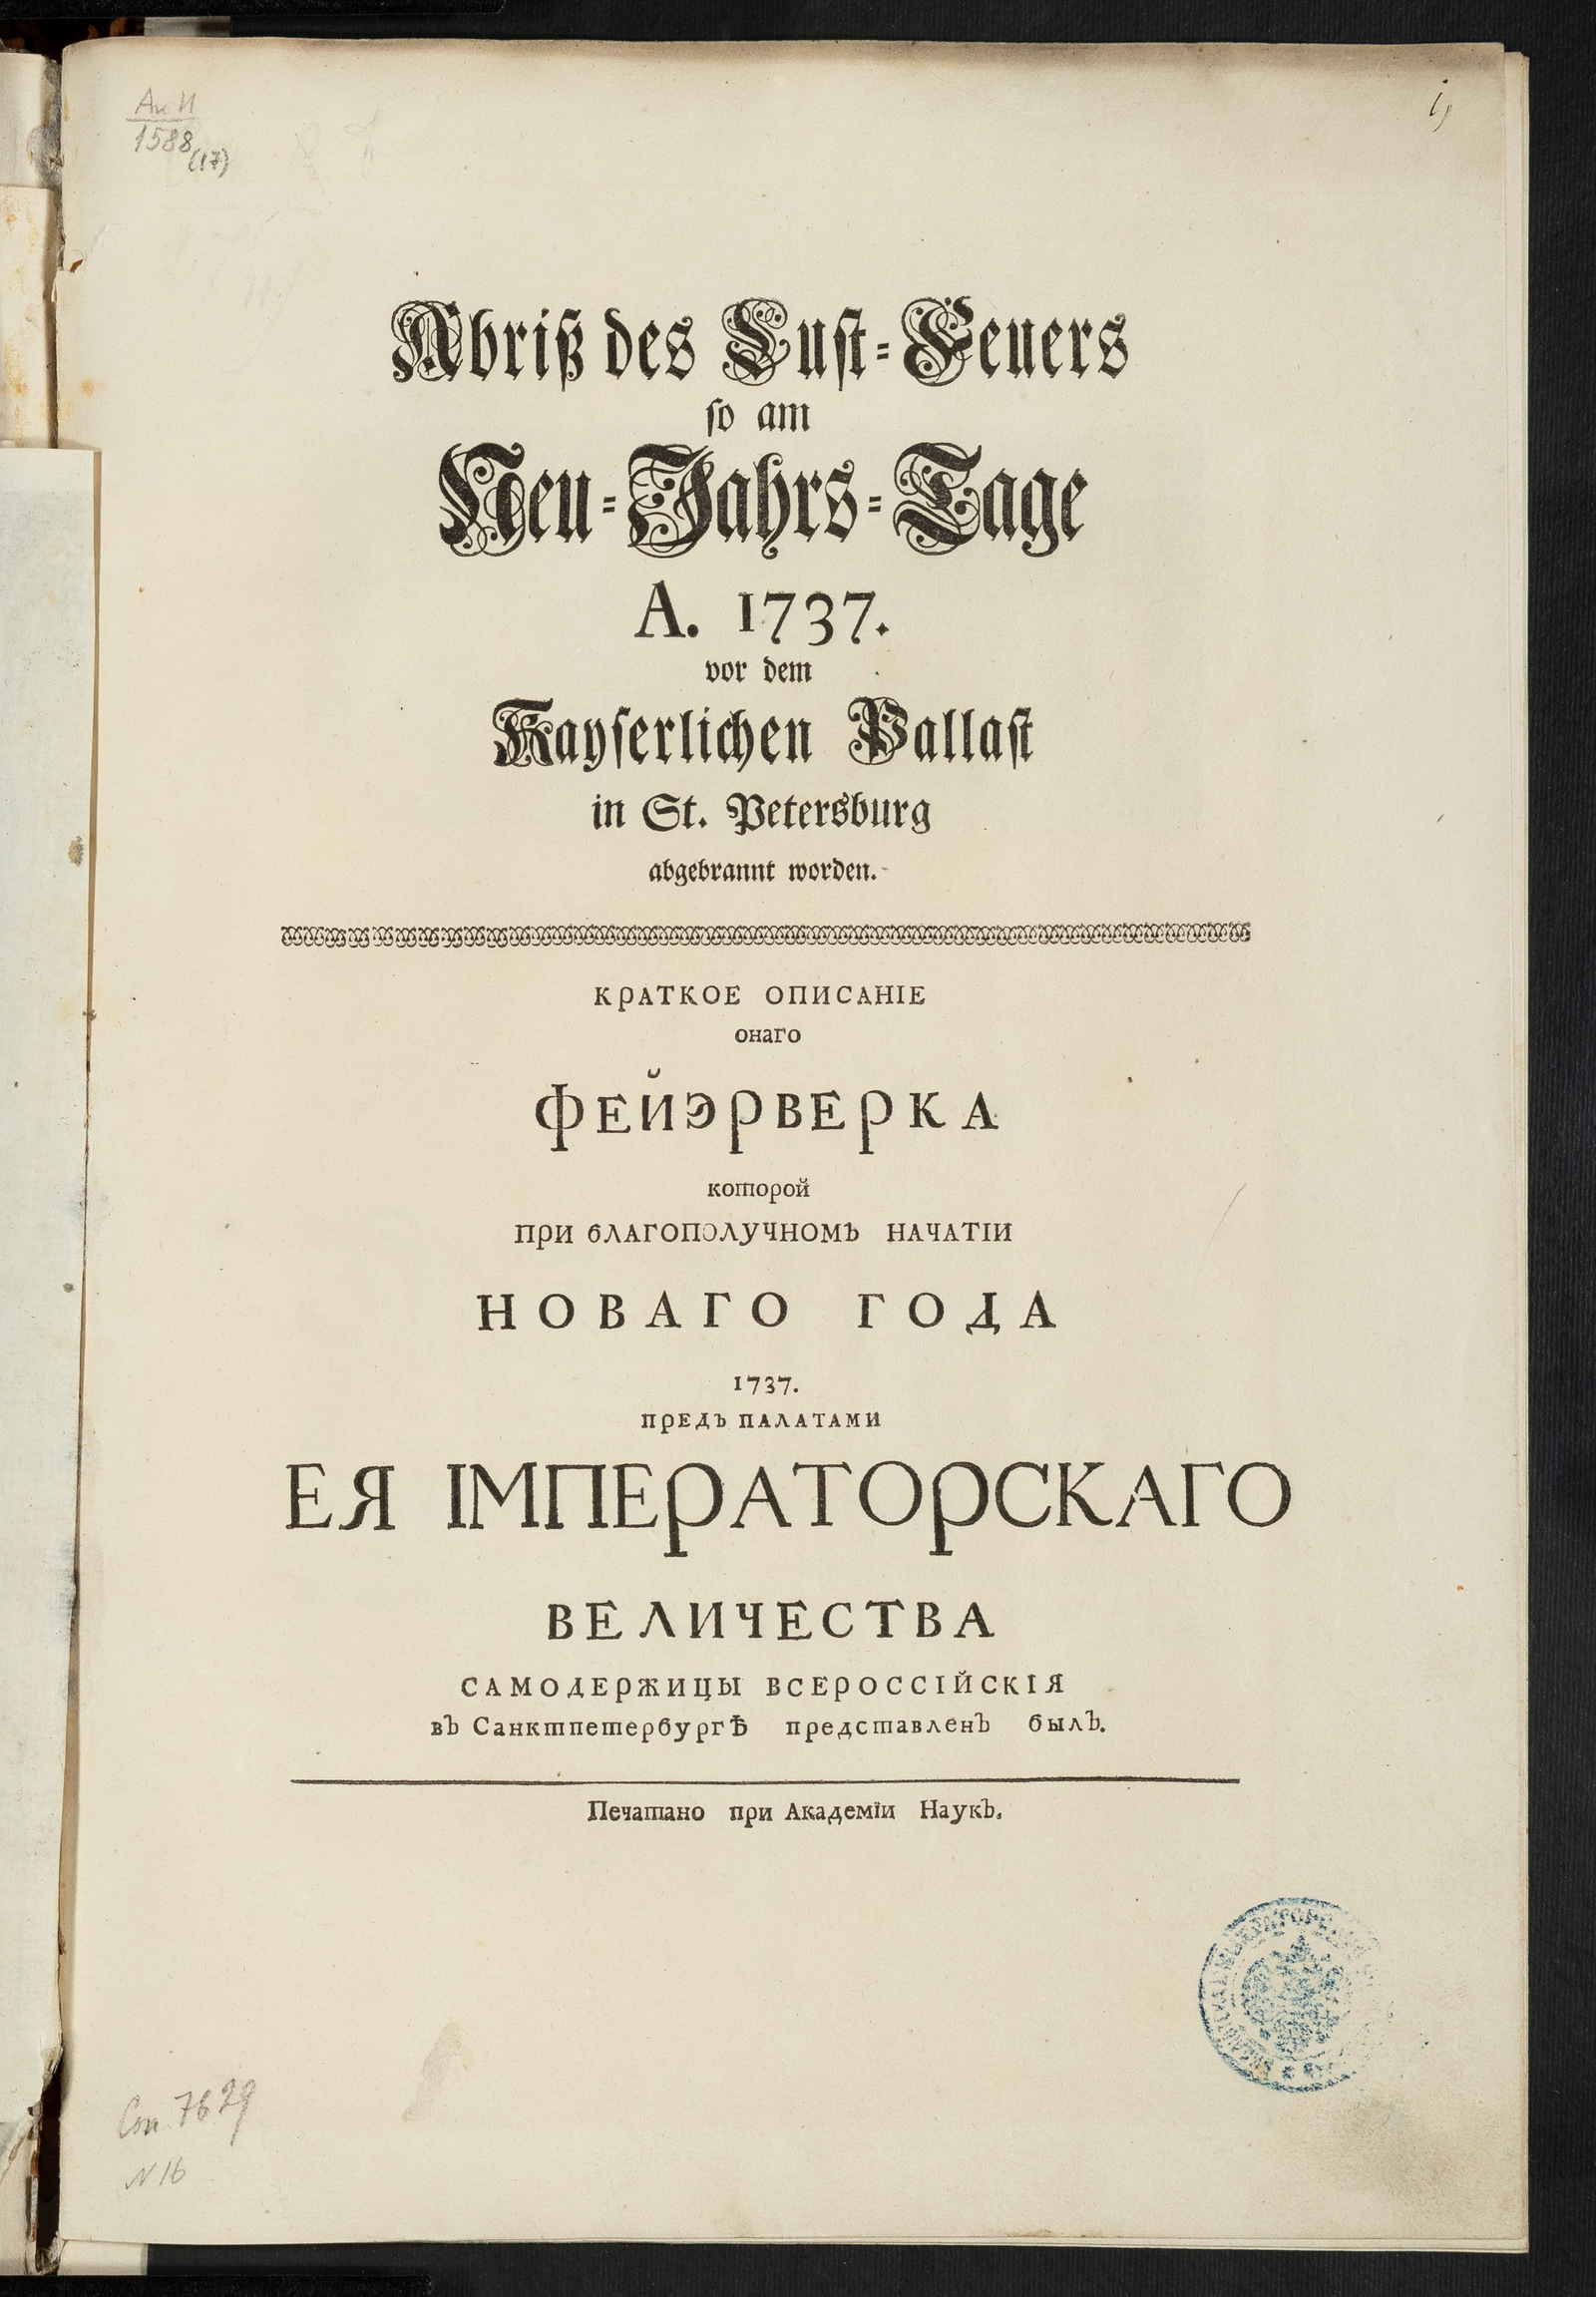 Ак II
1588
(17)
Abriß des Lust-Feuers
so am
Neu-Jahrs-Tage
A. 1737.
vor dem
Kayserlichen Pallast
in St. Petersburg
abgebrannt worden.
КРАТКОЕ ОПИСАНІЕ
онаго
ФЕЙЭРВЕРКА
которой
ПРИ БЛАГОПОЛУЧНОМЪ НАЧАТІИ
НОВАГО ГОДА
1737.
ПРЕДЪ ПАЛАТАМИ
ЕЯ ІМПЕРАТОРСКАГО
ВЕЛИЧЕСТВА
САМОДЕРЖИЦЫ ВСЕРОССІЙСКІЯ
въ Санктпетербургѣ представленъ былъ.
Печатано при Академїи Наукъ.
7629
N 16